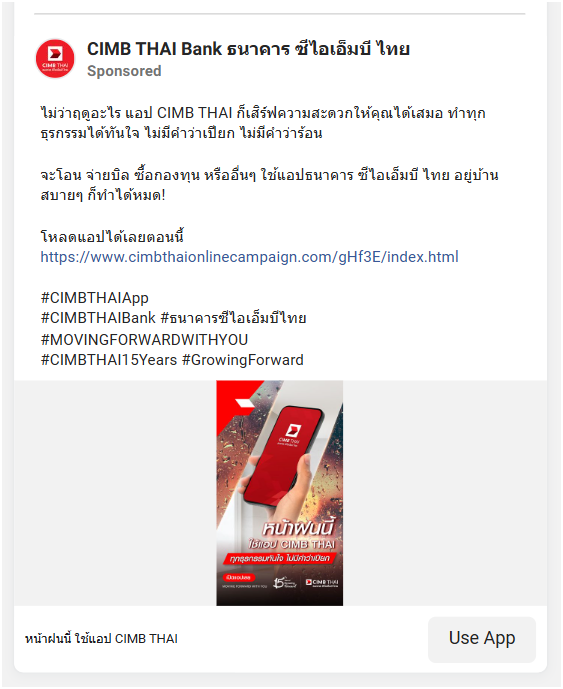 CIMB THAI Bank ธนาคาร ซีไอเอ็มบี ไทย
Sponsored
ไม่ว่าฤดูอะไร แอป CIMB THAI ก็เสิร์ฟความสะดวกให้คุณได้เสมอ ทำทุก
ธุรกรรมได้ทันใจ ไม่มีคำว่าเปียก ไม่มีคำว่าร้อน
จะโอน จ่ายบิล ซื้อกองทุน หรืออื่นๆ ใช้แอปธนาคาร ซีไอเอ็มบี ไทย อยู่บ้าน
สบายๆ ก็ทำได้หมด!
โหลดแอปได้เลยตอนนี้
https://www.cimbthaionlinecampaign.com/gHf3E/index.html
#CIMBTHAIApp
#CIMBTHAIBank #ธนาคารซีไอเอ็มบีไทย
#MOVINGFORWARDWITHYOU
#CIMBTHAI15Years #GrowingForward
CIMB THAI
หน้าฝนนี้
ใช้แอป CIMB THAI
ทุกธุรกรรมทันใจ ไม่มีคำว่าเปียก
MOVING FORWARD WITH YOU
15
CIMB THAI
หน้าฝนนี้ ใช้แอป CIMB THAI
Use App